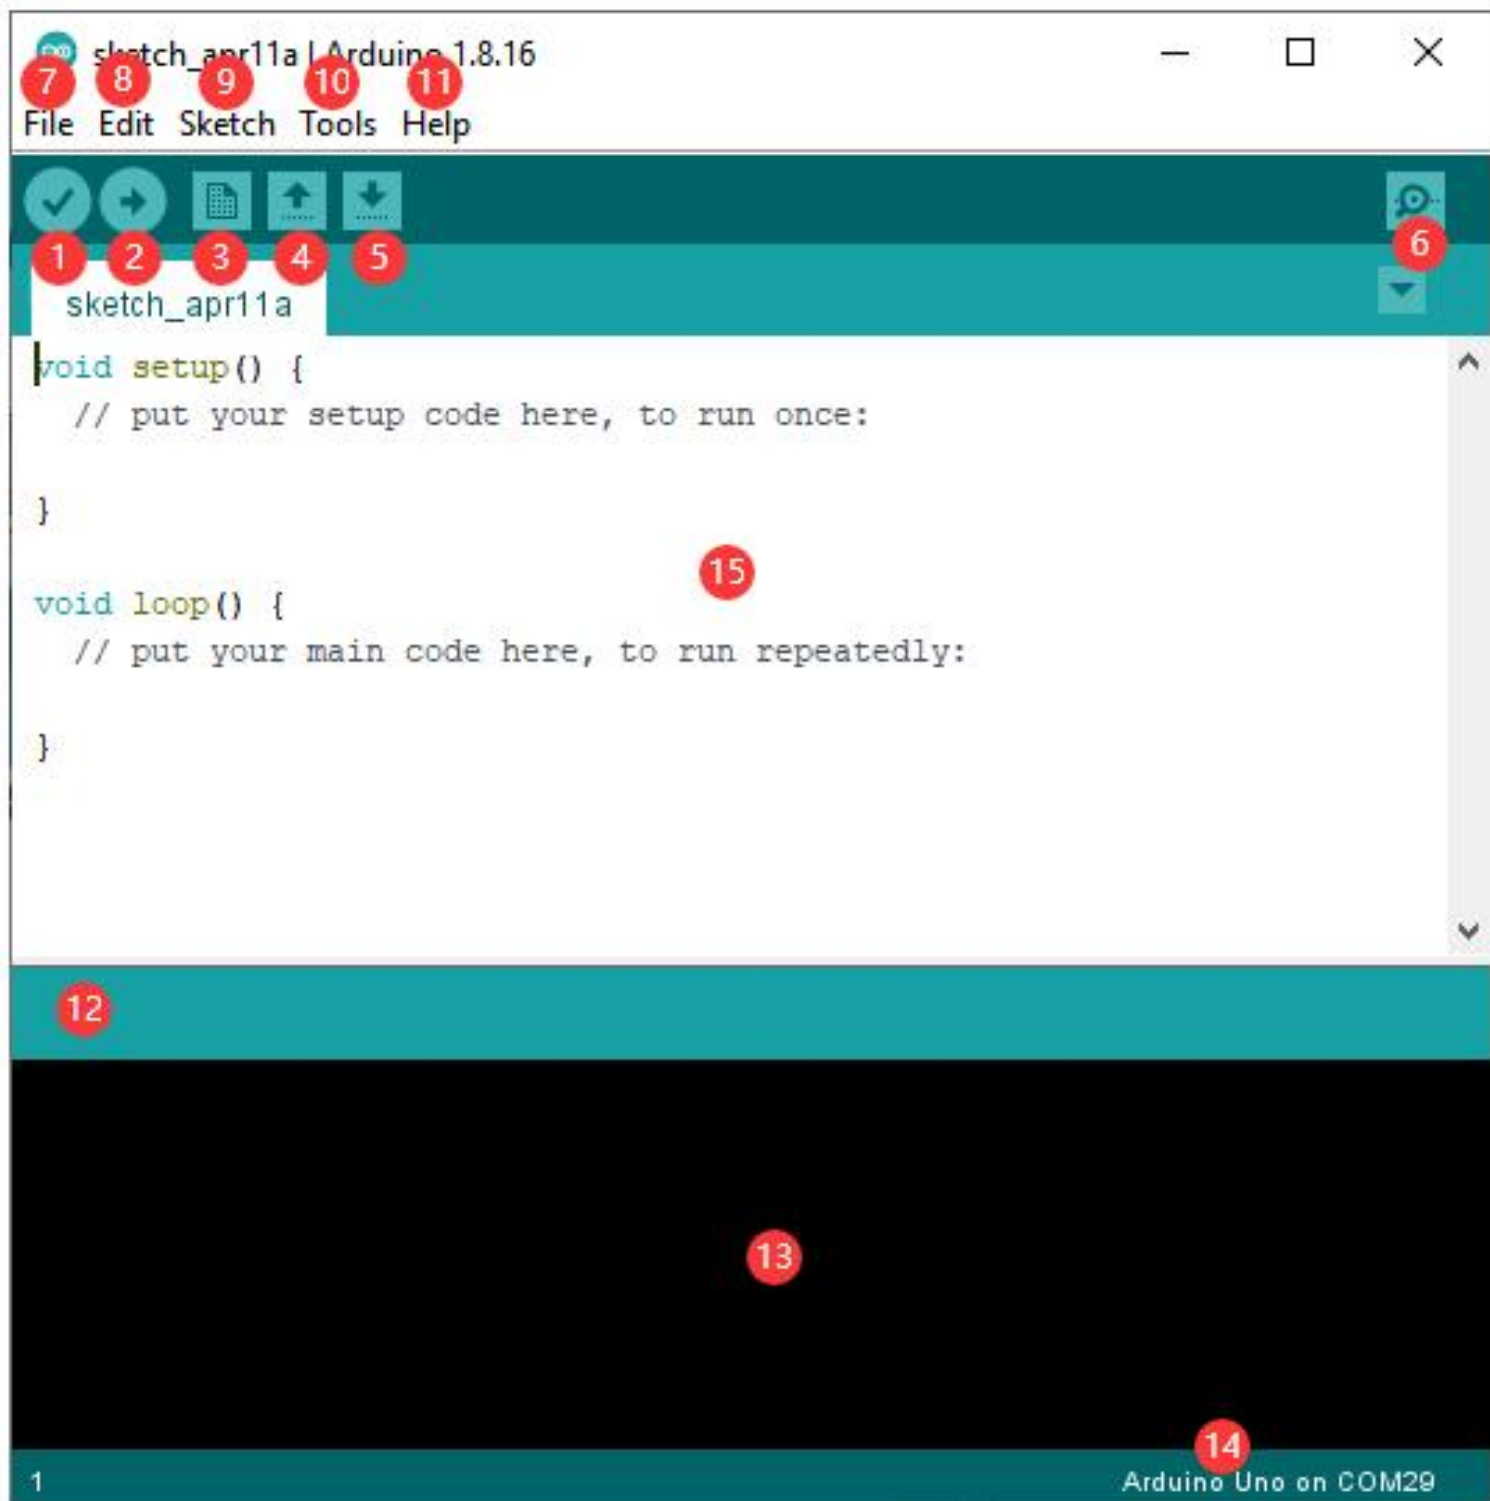 sketch_apr11a | Arduino 1.8.16
7 8 9 10 11
File Edit Sketch Tools Help
1 2 3 4 5 6
sketch_apr11a
void setup() {
// put your setup code here, to run once:
}
15
void loop() {
// put your main code here, to run repeatedly:
}
12
13
14
1 Arduino Uno on COM29